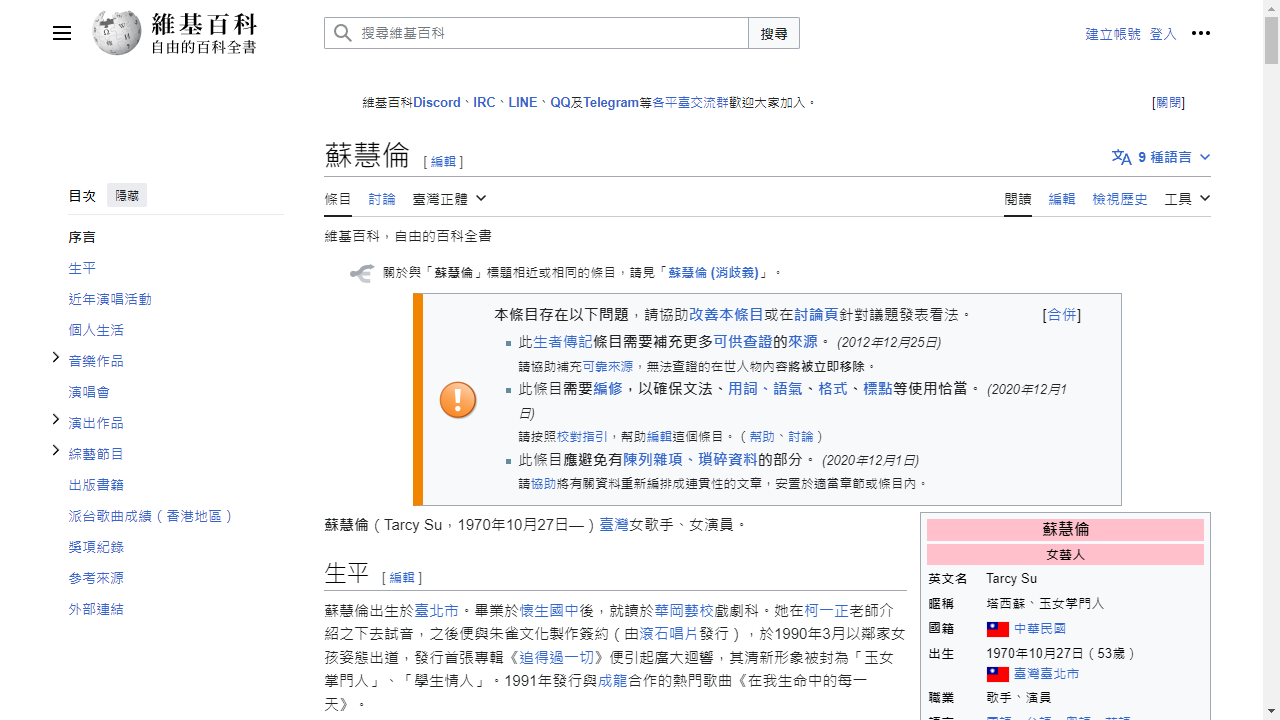 維基百科
自由的百科全書
搜尋維基百科
搜尋
建立帳號 登入
維基百科Discord、IRC、LINE、QQ及Telegram等各平臺交流群歡迎大家加入。
[關閉]
蘇慧倫 [ 編輯 ]
9 種語言
目次 隱藏
序言
生平
近年演唱活動
個人生活
音樂作品
演唱會
演出作品
綜藝節目
出版書籍
派台歌曲成績（香港地區）
獎項紀錄
參考來源
外部連結
條目 討論 臺灣正體
閱讀 編輯 檢視歷史 工具
維基百科，自由的百科全書
關於與「蘇慧倫」標題相近或相同的條目，請見「蘇慧倫 (消歧義)」。
本條目存在以下問題，請協助改善本條目或在討論頁針對議題發表看法。 [合併]
此生者傳記條目需要補充更多可供查證的來源。 (2012年12月25日)
請協助補充可靠來源，無法查證的在世人物內容將被立即移除。
此條目需要編修，以確保文法、用詞、語氣、格式、標點等使用恰當。 (2020年12月1
日)
請按照校對指引，幫助編輯這個條目。（幫助、討論）
此條目應避免有陳列雜項、瑣碎資料的部分。 (2020年12月1日)
請協助將有關資料重新編排成連貫性的文章，安置於適當章節或條目內。
蘇慧倫（Tarcy Su，1970年10月27日—）臺灣女歌手、女演員。
生平 [ 編輯 ]
蘇慧倫出生於臺北市。畢業於懷生國中後，就讀於華岡藝校戲劇科。她在柯一正老師介
紹之下去試音，之後便與朱雀文化製作簽約（由滾石唱片發行），於1990年3月以鄰家女
孩姿態出道，發行首張專輯《追得過一切》便引起廣大迴響，其清新形象被封為「玉女
掌門人」、「學生情人」。1991年發行與成龍合作的熱門歌曲《在我生命中的每一
天》。
蘇慧倫
女藝人
英文名 Tarcy Su
暱稱 塔西蘇、玉女掌門人
國籍 中華民國
出生 1970年10月27日（53歲）
臺灣臺北市
職業 歌手、演員
語言 國語、台語、粵語、英語